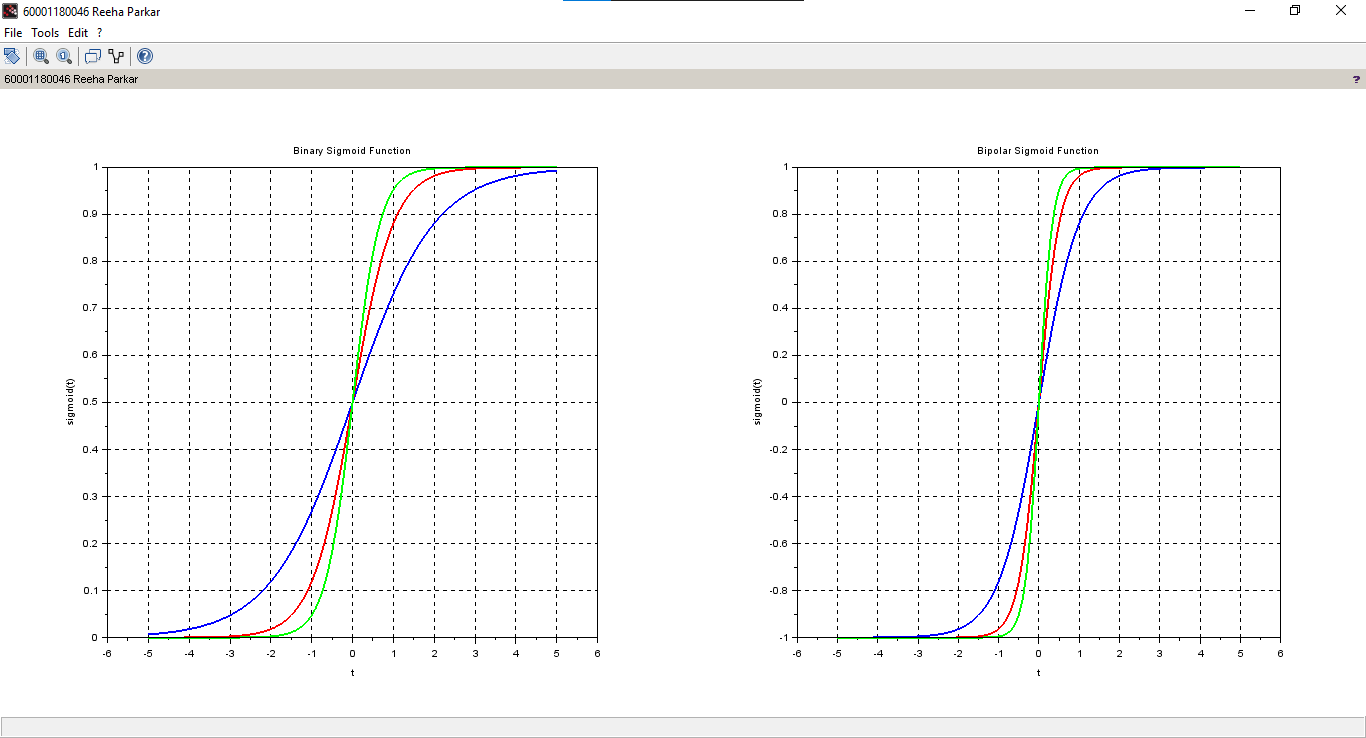 60001180046 Reeha Parkar
File Tools Edit ?
60001180046 Reeha Parkar ?
Binary Sigmoid Function
1
0.9
0.8
0.7
0.6
0.5
0.4
0.3
0.2
0.1
0
sigmoid(t)
-6 -5 -4 -3 -2 -1 0 1 2 3 4 5 6
t
Bipolar Sigmoid Function
1
0.8
0.6
0.4
0.2
0
-0.2
-0.4
-0.6
-0.8
-1
sigmoid(t)
-6 -5 -4 -3 -2 -1 0 1 2 3 4 5 6
t